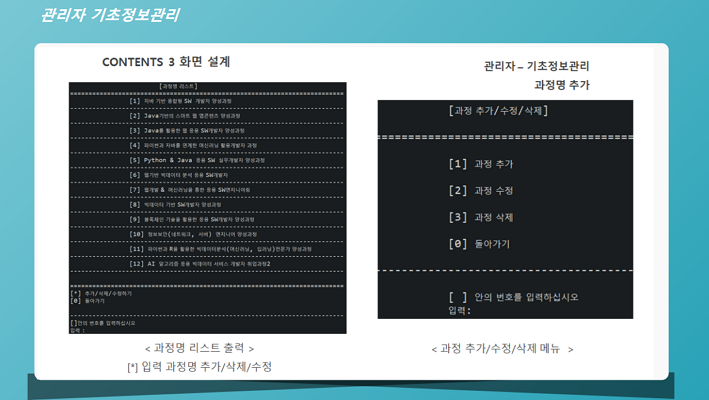 관리자 기초정보관리
CONTENTS 3 화면 설계
[과정명 리스트]
[1] 자바 기반 융합형 SW 개발자 양성과정
[2] Java기반의 스마트 웹 앱콘텐츠 양성과정
[3] Java를 활용한 웹 응용 SW개발자 양성과정
[4] 파이썬과 자바를 연계한 머신러닝 활용개발자 과정
[5] Python & Java 응용 SW 실무개발자 양성과정
[6] 웹기반 빅데이터 분석 응용 SW개발자
[7] 웹개발 & 머신러닝을 통한 응용 SW엔지니어링
[8] 빅데이터 기반 SW개발자 양성과정
[9] 블록체인 기술을 활용한 응용 SW개발자 양성과정
[10] 정보보안(네트워크, 서버) 엔지니어 양성과정
[11] 파이썬과 R을 활용한 빅데이터분석(머신러닝, 딥러닝)전문가 양성과정
[12] AI 알고리즘 응용 빅데이터 서비스 개발자 취업과정2
[*] 추가/삭제/수정하기
[0] 돌아가기
[]안의 번호를 입력하십시오
입력 :
< 과정명 리스트 출력 >
[*] 입력 과정명 추가/삭제/수정
관리자 – 기초정보관리
과정명 추가
[과정 추가/수정/삭제]
[1] 과정 추가
[2] 과정 수정
[3] 과정 삭제
[0] 돌아가기
[ ] 안의 번호를 입력하십시오
입력:
< 과정 추가/수정/삭제 메뉴 >